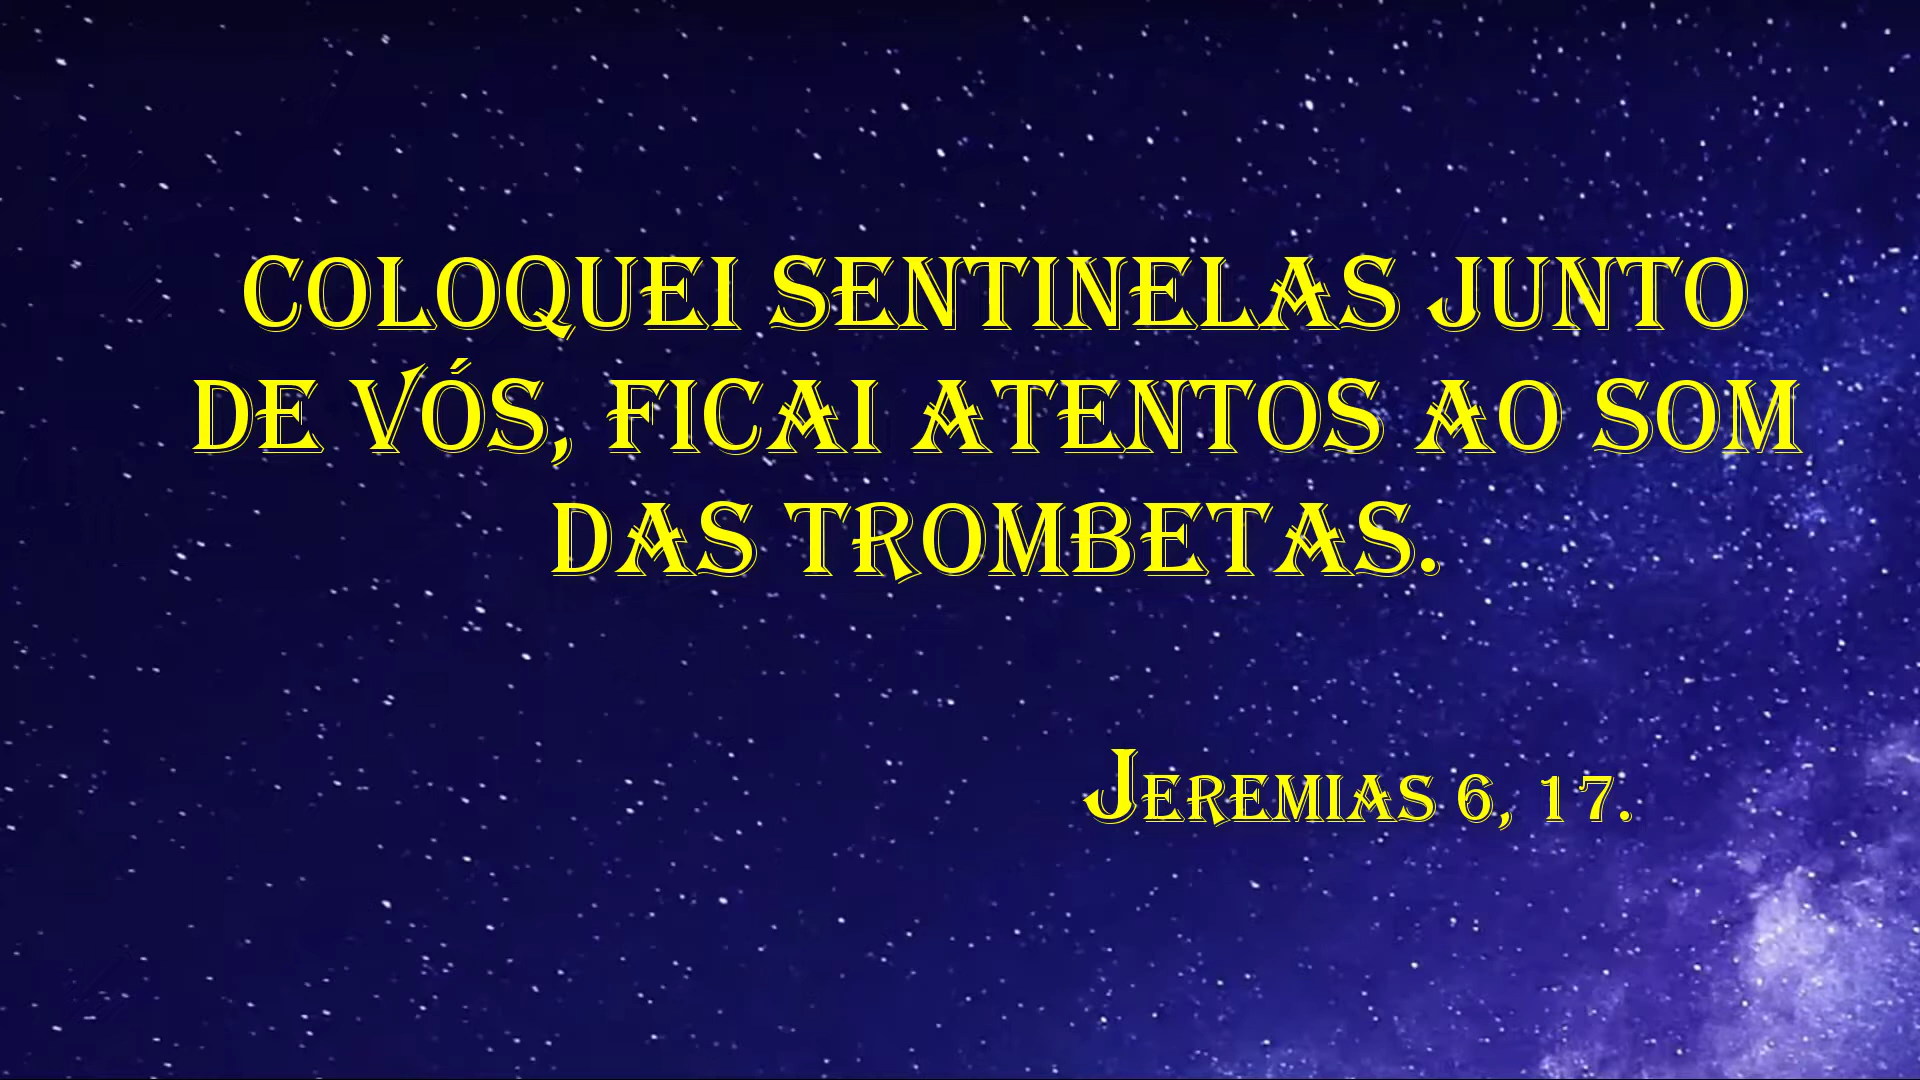 COLOQUEI SENTINELAS JUNTO
DE VÓS, FICAI ATENTOS AO SOM
DAS TROMBETAS.
JEREMIAS 6, 17.